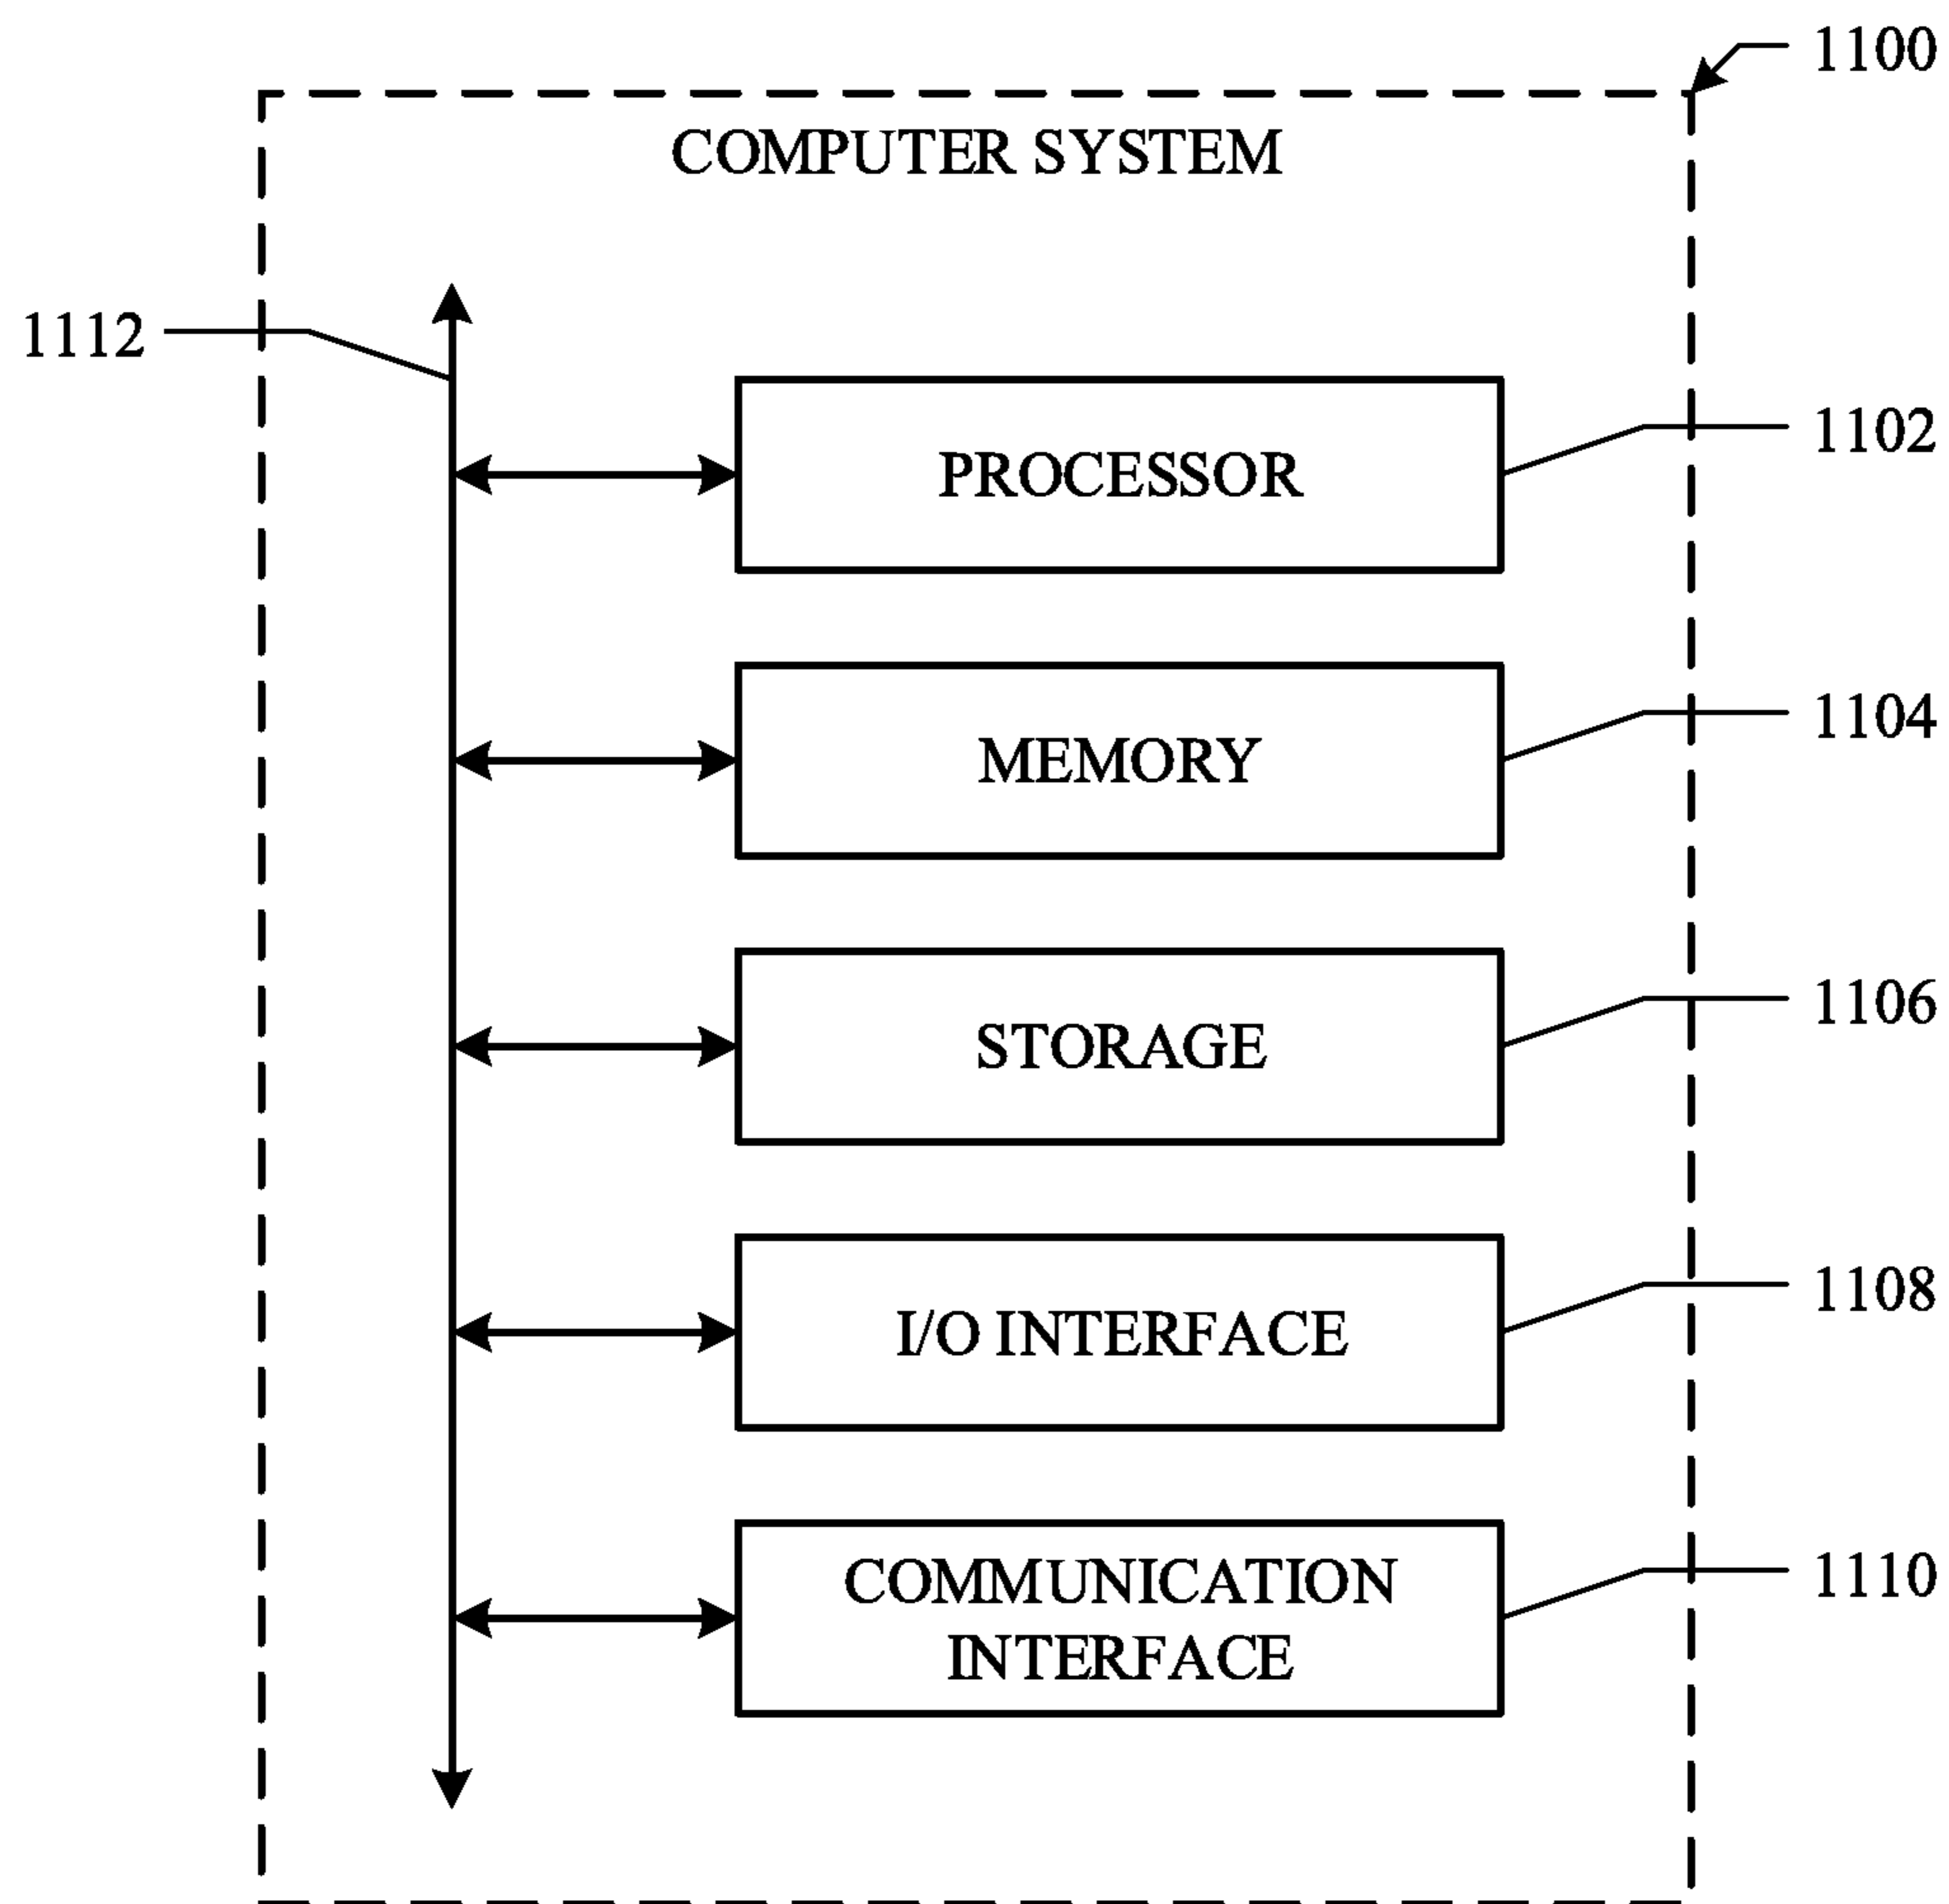 1100
COMPUTER SYSTEM
1112
PROCESSOR
1102
MEMORY
1104
STORAGE
1106
I/O INTERFACE
1108
COMMUNICATION
INTERFACE
1110